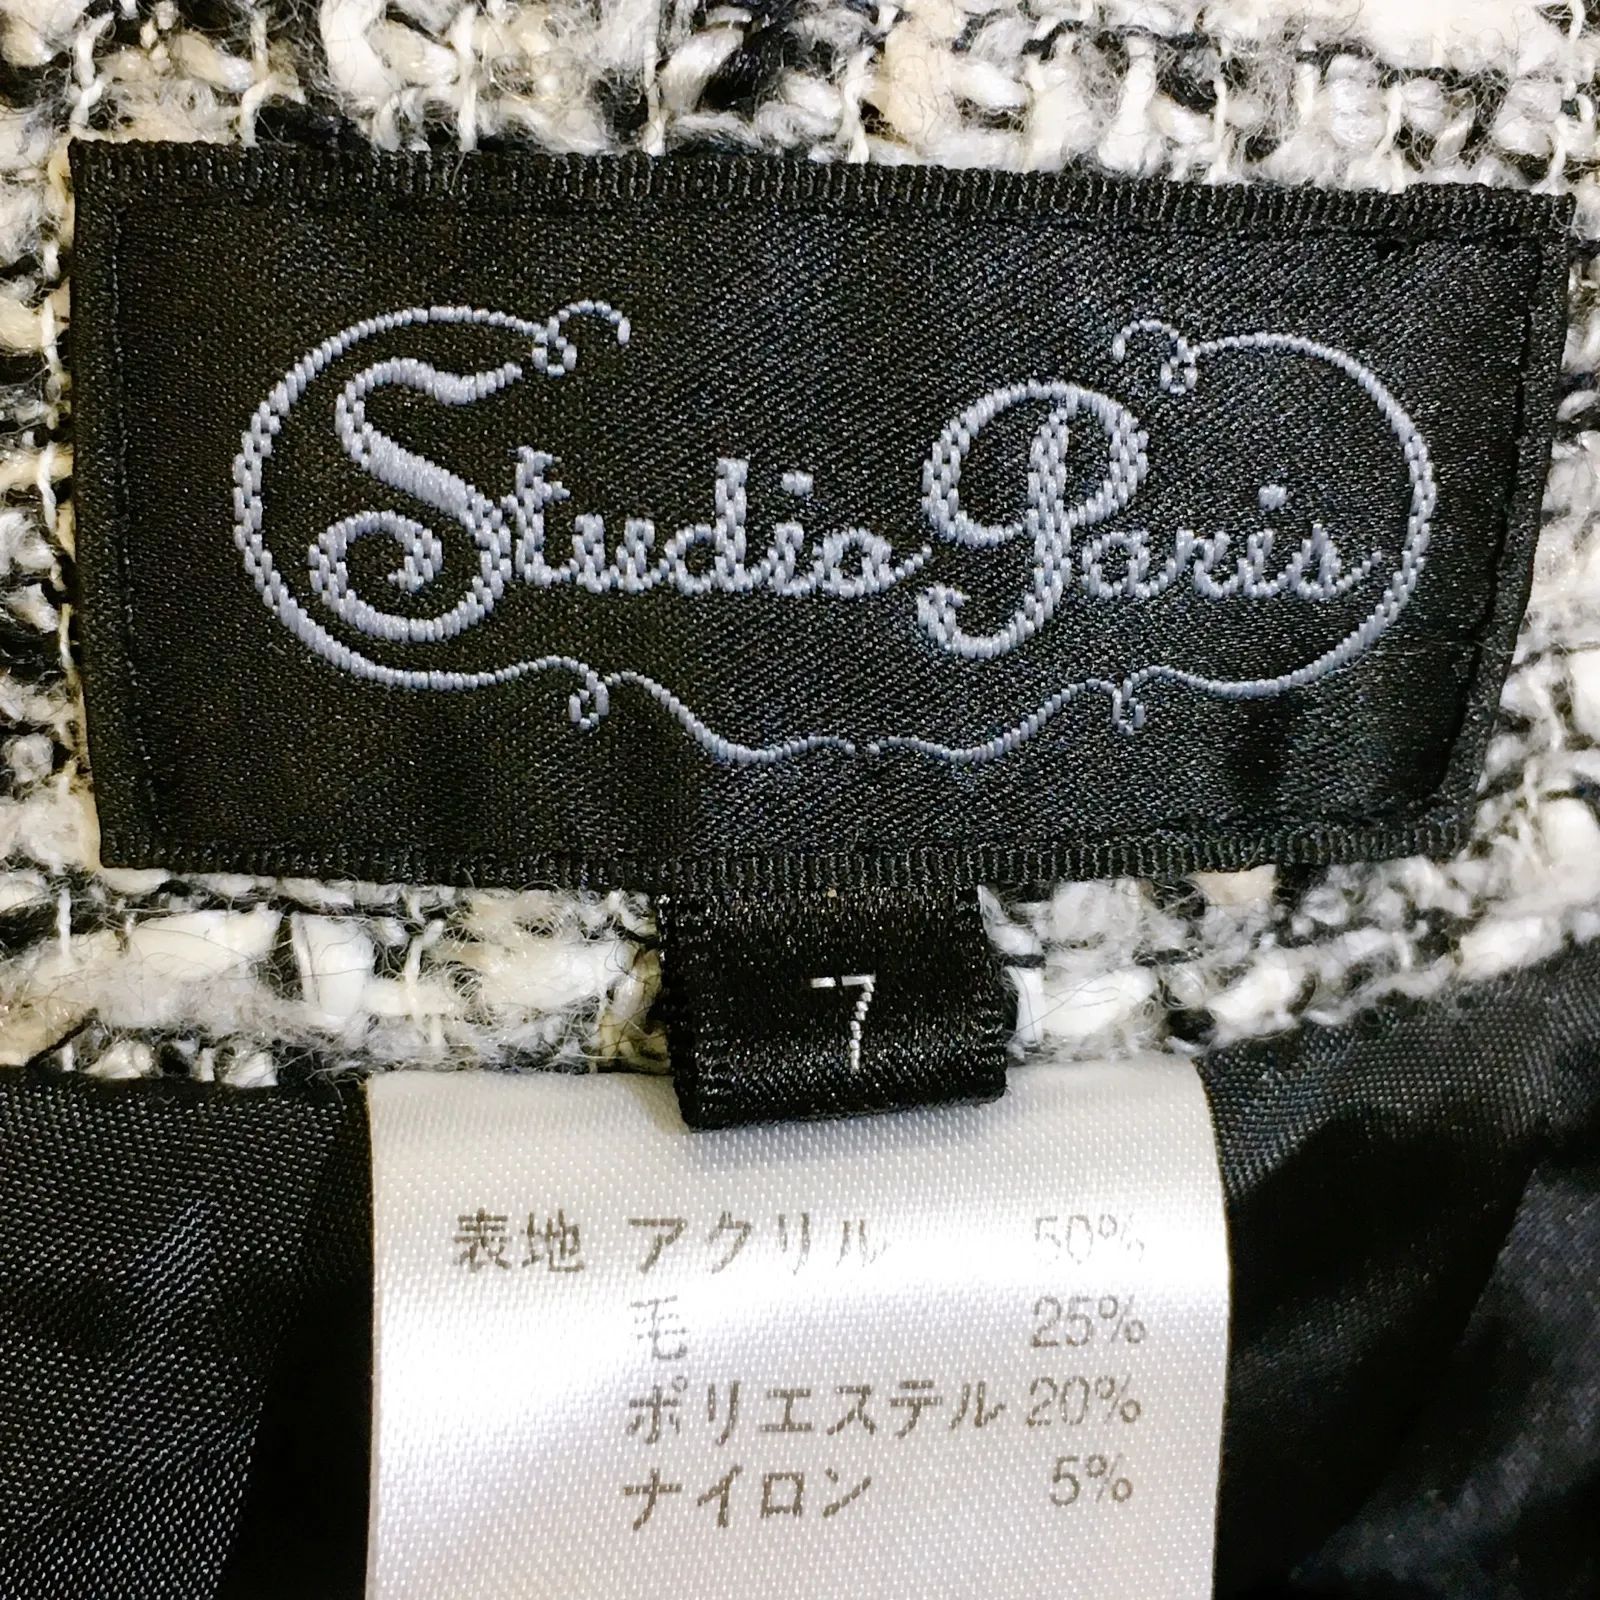 Studio Paris
7
表地 アクリル 50%
毛 25%
ポリエステル 20%
ナイロン 5%